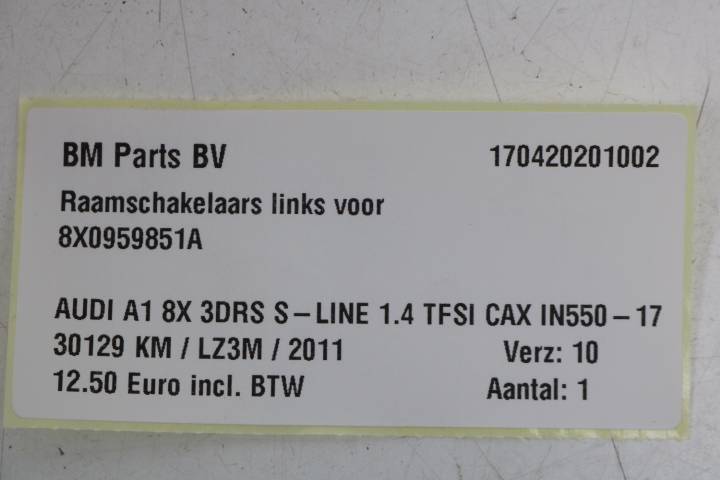 BM Parts BV 170420201002
Raamschakelaars links voor
8X0959851A
AUDI A1 8X 3DRS S-LINE 1.4 TFSI CAX IN550-17
30129 KM / LZ3M / 2011 Verz: 10
12.50 Euro incl. BTW Aantal: 1